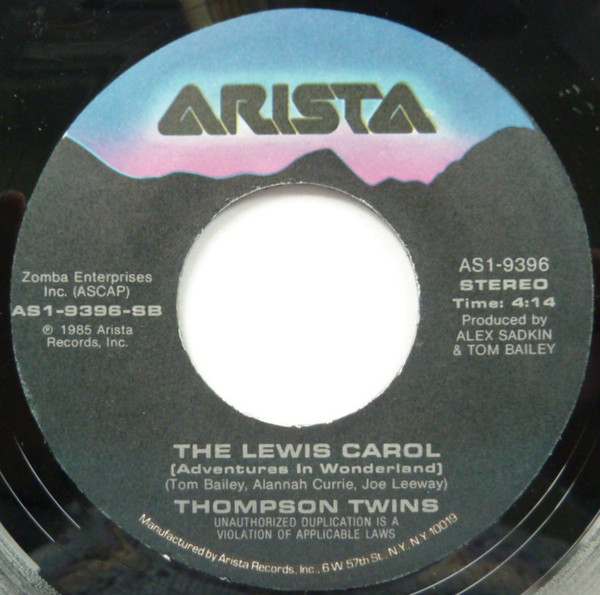 ARISTA
Zomba Enterprises
Inc. (ASCAP)
AS1-9396-SB
℗ 1985 Arista
Records, Inc.
AS1-9396
STEREO
Time: 4:14
Produced by
ALEX SADKIN
& TOM BAILEY
THE LEWIS CAROL
(Adventures In Wonderland)
(Tom Bailey, Alannah Currie, Joe Leeway)
THOMPSON TWINS
UNAUTHORIZED DUPLICATION IS A
VIOLATION OF APPLICABLE LAWS
Manufactured by Arista Records, Inc., 6 W 57th St., N.Y., N.Y. 10019